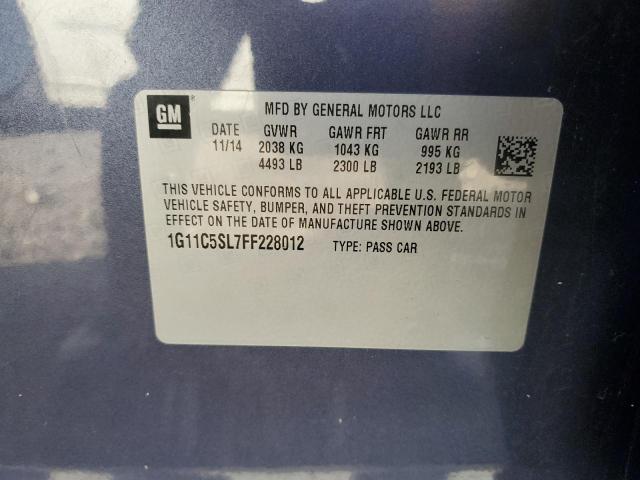 GM
MFD BY GENERAL MOTORS LLC
DATE GVWR GAWR FRT GAWR RR
11/14 2038 KG 1043 KG 995 KG
4493 LB 2300 LB 2193 LB
THIS VEHICLE CONFORMS TO ALL APPLICABLE U.S. FEDERAL MOTOR
VEHICLE SAFETY, BUMPER, AND THEFT PREVENTION STANDARDS IN
EFFECT ON THE DATE OF MANUFACTURE SHOWN ABOVE.
1G11C5SL7FF228012 TYPE: PASS CAR